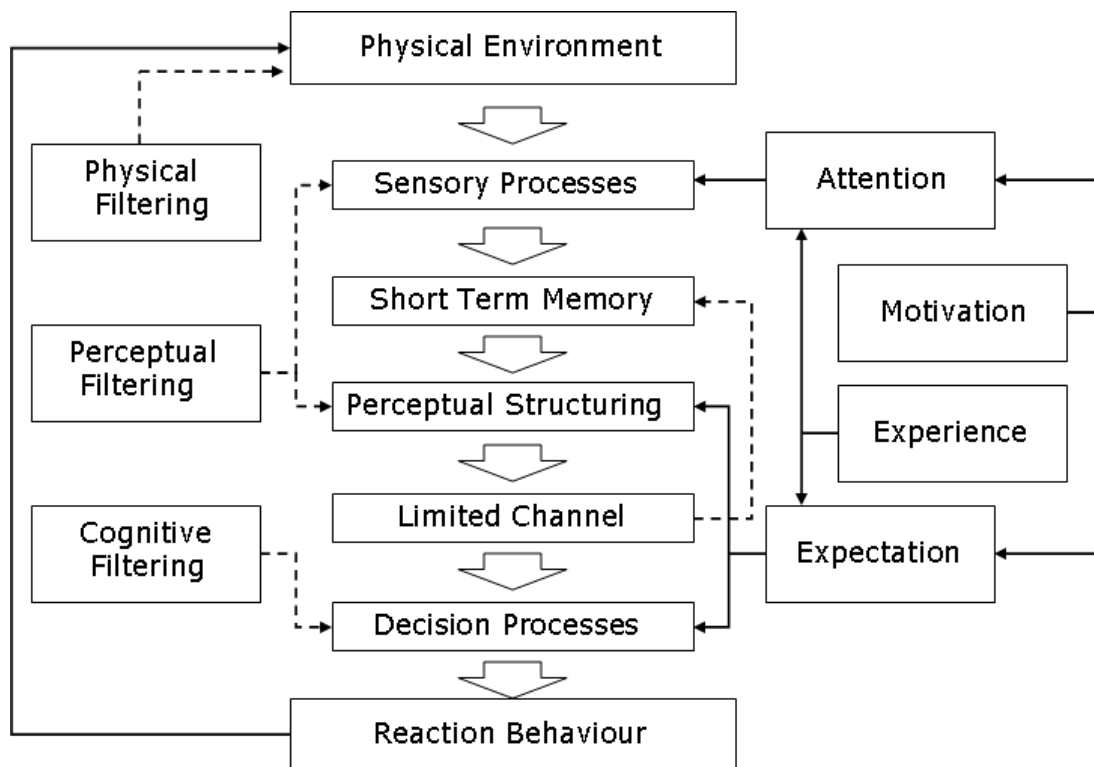 Physical Environment
Physical
Filtering
Sensory Processes
Attention
Short Term Memory
Motivation
Perceptual
Filtering
Perceptual Structuring
Experience
Limited Channel
Cognitive
Filtering
Expectation
Decision Processes
Reaction Behaviour